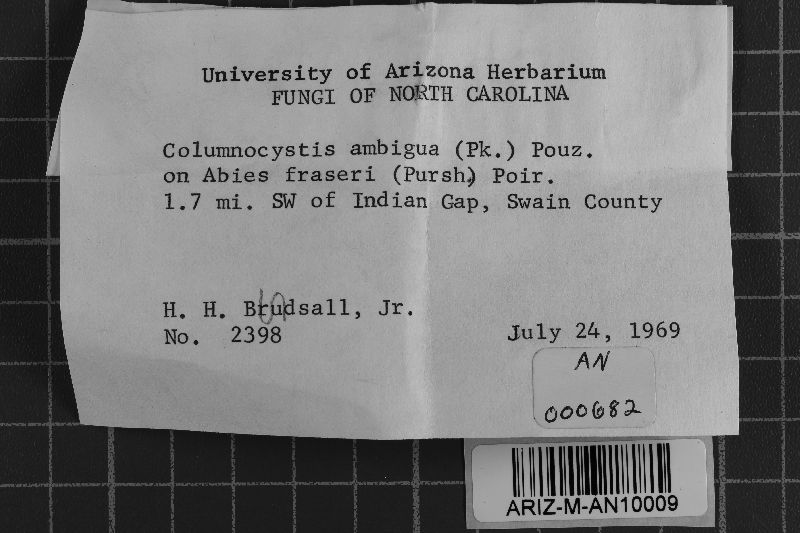 University of Arizona Herbarium
FUNGI OF NORTH CAROLINA
Columnocystis ambigua (Pk.) Pouz.
on Abies fraseri (Pursh) Poir.
1.7 mi. SW of Indian Gap, Swain County
H. H. Brudsall, Jr.
No. 2398
July 24, 1969
AN
000682
ARIZ-M-AN10009